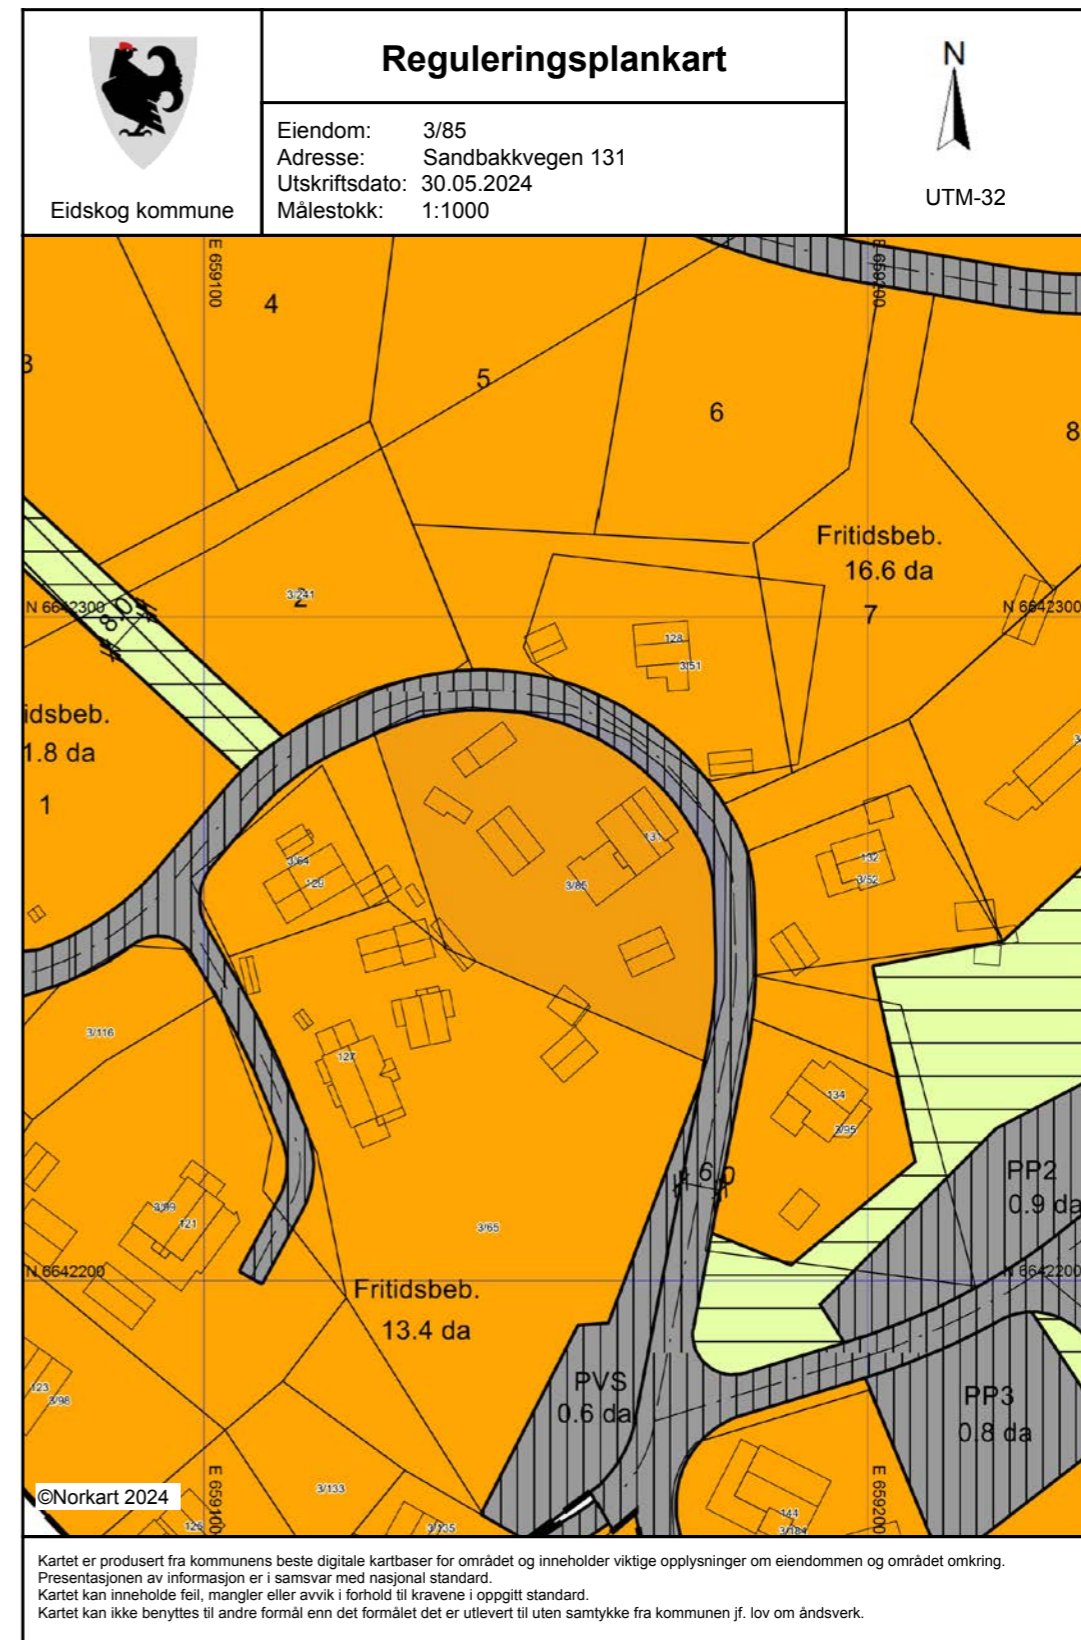 Reguleringsplankart
Eidskog kommune
Eiendom: 3/85
Adresse: Sandbakkvegen 131
Utskriftsdato: 30.05.2024
Målestokk: 1:1000
N
UTM-32
E 659100
E 659200
4
3
5
6
8
Fritidsbeb.
16.6 da
7
N 6642300
8.0
3/241
2
N 6642300
128
3/51
idsbeb.
1.8 da
1
131
3/85
3/64
129
132
3/52
3/116
127
134
3/95
6.0
PP2
0.9 da
3/99
121
3/65
N 6642200
N 6642200
Fritidsbeb.
13.4 da
PVS
0.6 da
PP3
0.8 da
123
3/98
3/133
E 659100
E 659200
©Norkart 2024
3/135
144
3/184
Kartet er produsert fra kommunens beste digitale kartbaser for området og inneholder viktige opplysninger om eiendommen og området omkring.
Presentasjonen av informasjon er i samsvar med nasjonal standard.
Kartet kan inneholde feil, mangler eller avvik i forhold til kravene i oppgitt standard.
Kartet kan ikke benyttes til andre formål enn det formålet det er utlevert til uten samtykke fra kommunen jf. lov om åndsverk.